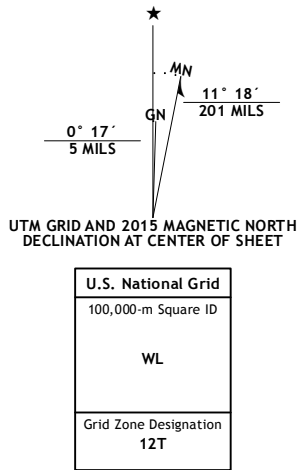 MN
GN
11° 18´
201 MILS
0° 17´
5 MILS
UTM GRID AND 2015 MAGNETIC NORTH
DECLINATION AT CENTER OF SHEET
U.S. National Grid
100,000-m Square ID
WL
Grid Zone Designation
12T